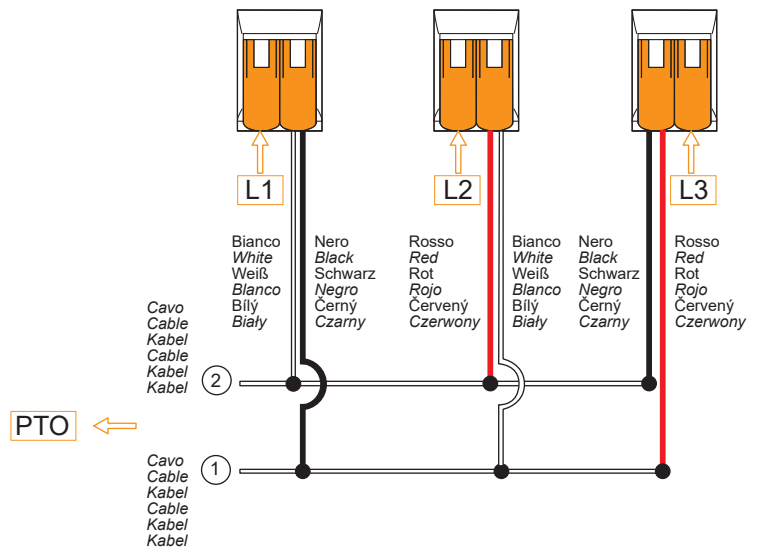 L1
L2
L3
Bianco
White
Weiß
Blanco
Bílý
Biały
Nero
Black
Schwarz
Negro
Černý
Czarny
Rosso
Red
Rot
Rojo
Červený
Czerwony
Bianco
White
Weiß
Blanco
Bílý
Biały
Nero
Black
Schwarz
Negro
Černý
Czarny
Rosso
Red
Rot
Rojo
Červený
Czerwony
Cavo
Cable
Kabel
Cable
Kabel
Kabel
2
PTO
Cavo
Cable
Kabel
Cable
Kabel
Kabel
1